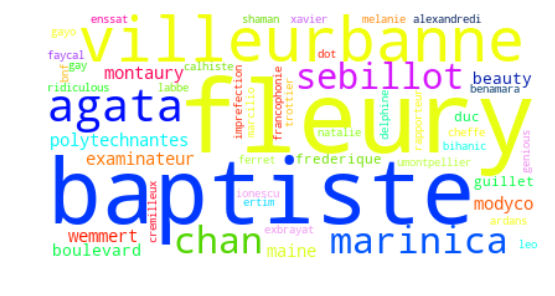 enssat shaman xavier melanie alexandredi
gayo villeurbanne
faycal gay dot
bnf montaury calhiste sebillot beauty
ridiculous labbe benamara
agata fleury
imprefection marcillo francophonie trottier delphine rapporteur
duc
polytechnantes natalie cheffe
bihanic
examinateur ferret frederique umontpellier genious
baptiste guillet
cremilleux ionescu ertim modyco
ardans
wemmert chan exbrayat marinica
boulevard maine leo